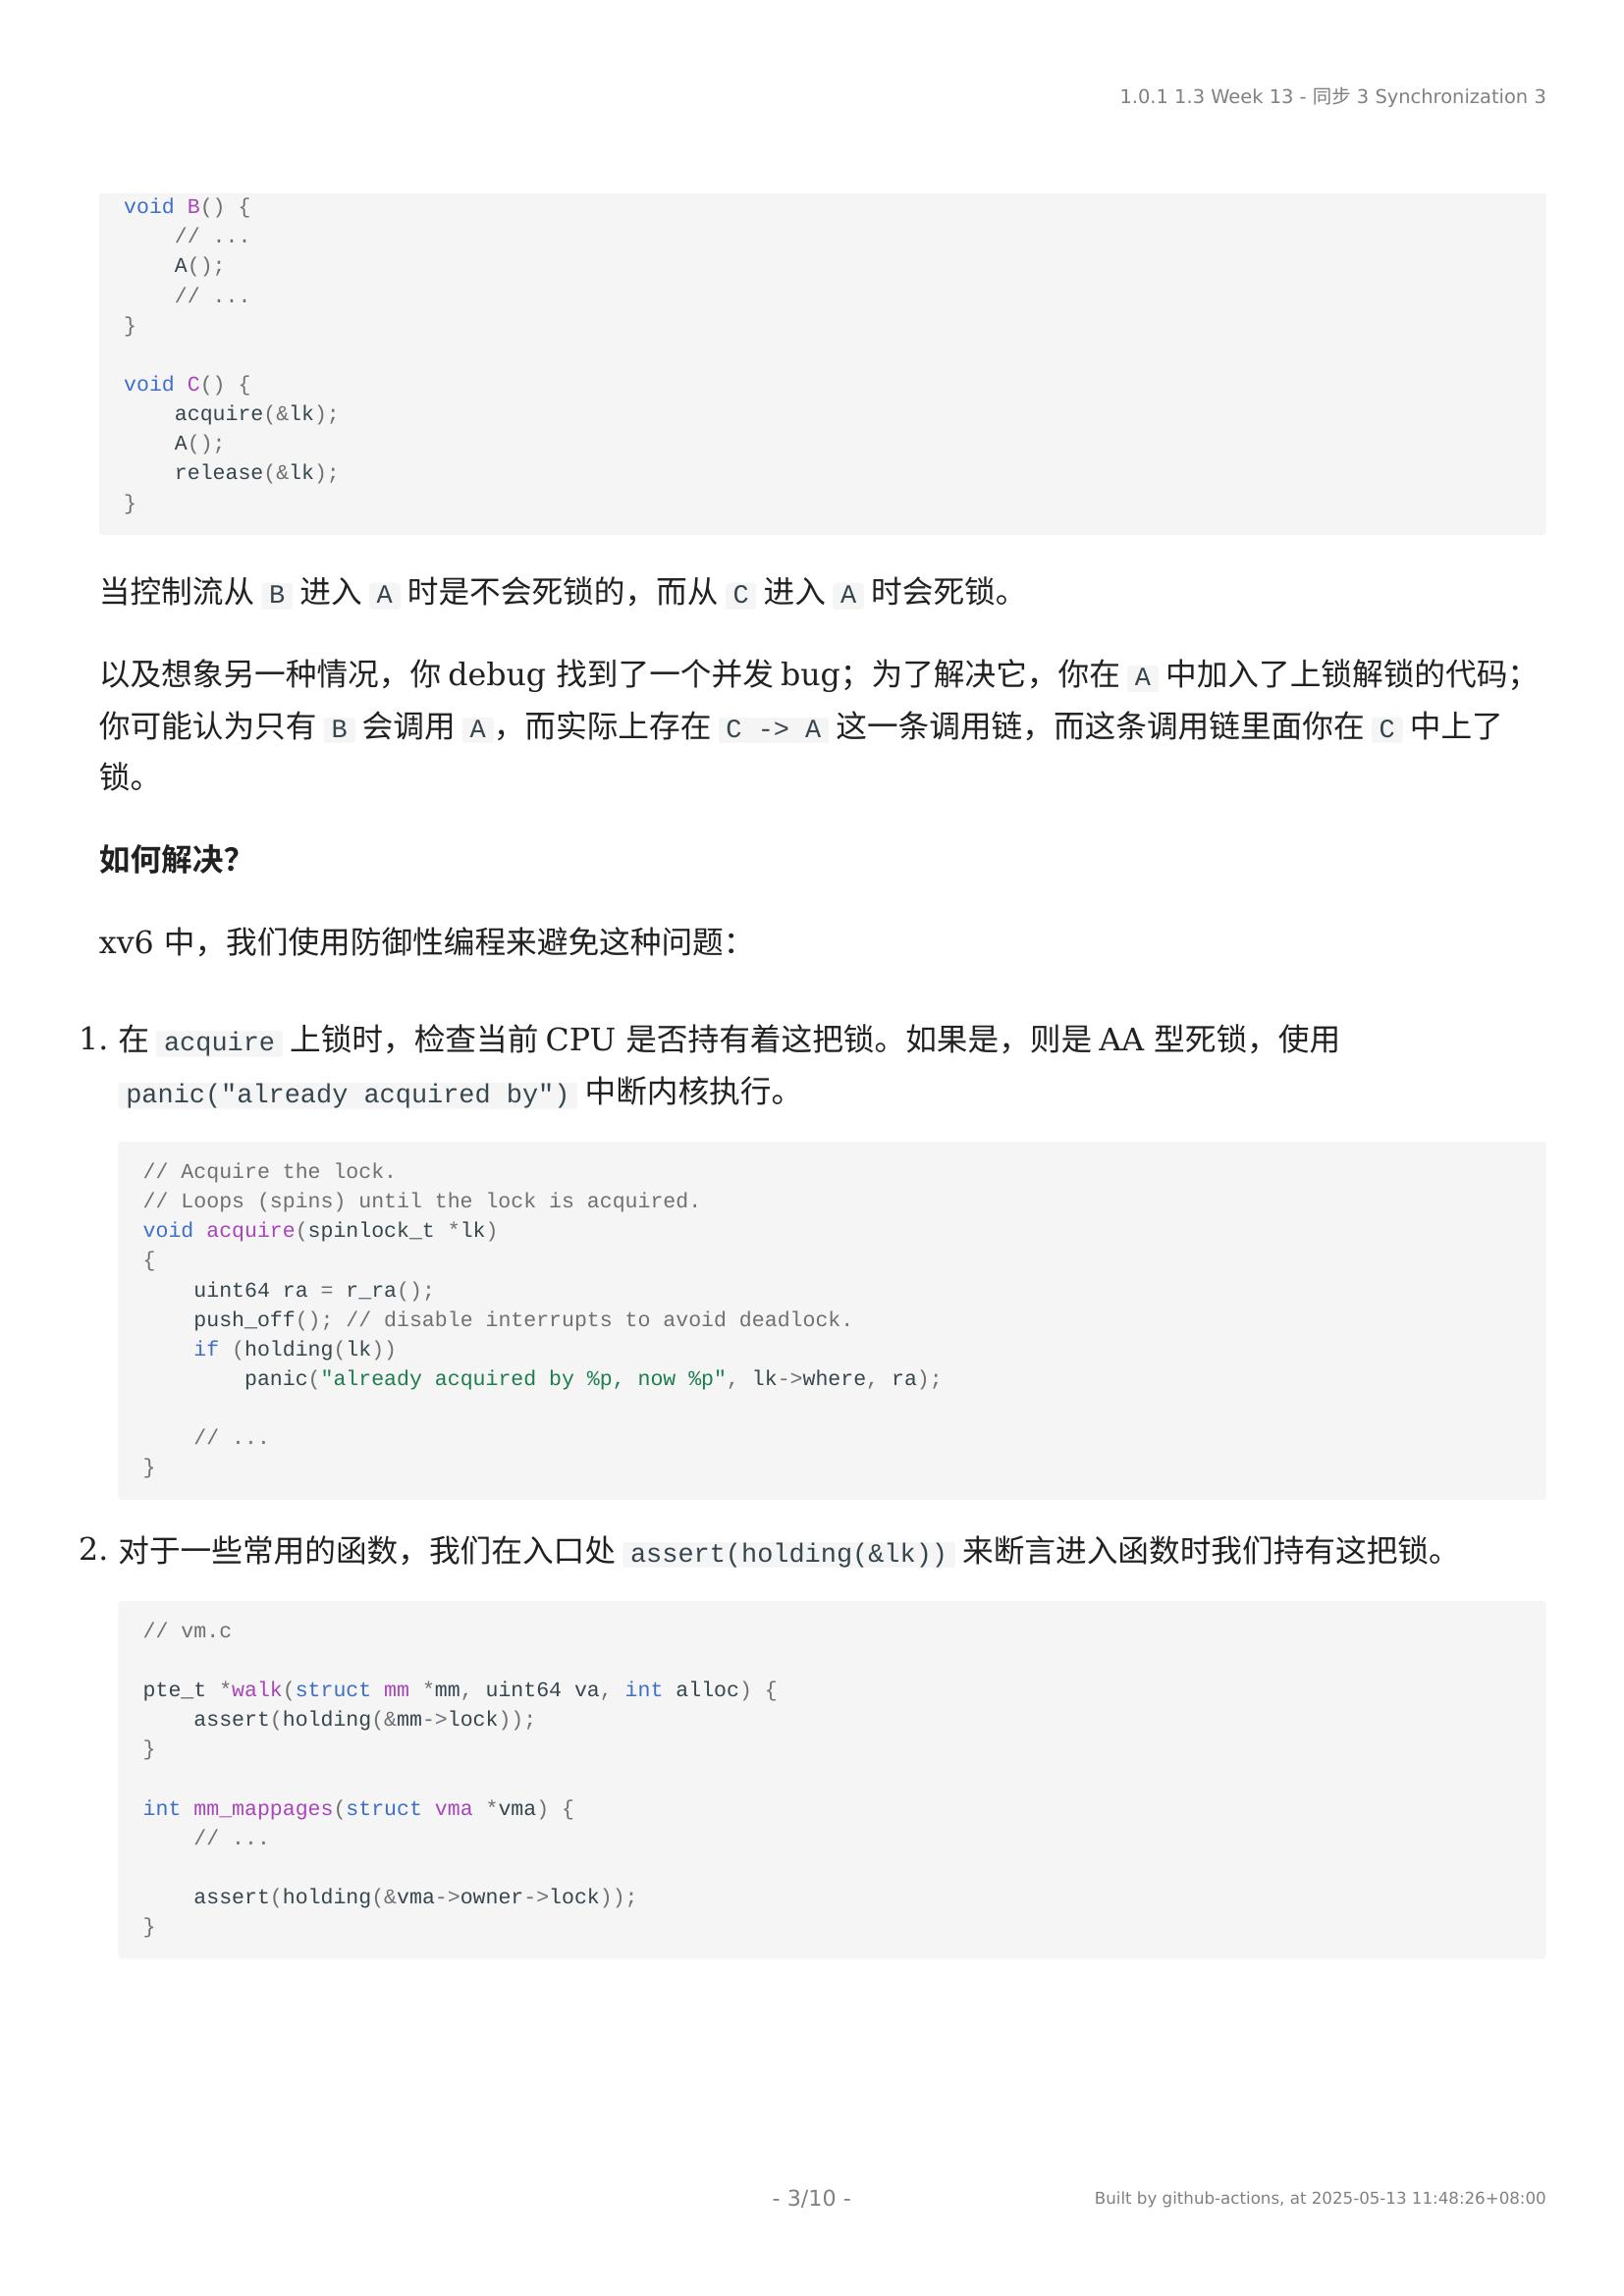 1.0.1 1.3 Week 13 - 同步 3 Synchronization 3
void B() {
    // ...
    A();
    // ...
}
void C() {
    acquire(&lk);
    A();
    release(&lk);
}
当控制流从 B 进入 A 时是不会死锁的，而从 C 进入 A 时会死锁。
以及想象另一种情况，你 debug 找到了一个并发 bug；为了解决它，你在 A 中加入了上锁解锁的代码；
你可能认为只有 B 会调用 A，而实际上存在 C -> A 这一条调用链，而这条调用链里面你在 C 中上了
锁。
如何解决？
xv6 中，我们使用防御性编程来避免这种问题：
1. 在 acquire 上锁时，检查当前 CPU 是否持有着这把锁。如果是，则是 AA 型死锁，使用
panic("already acquired by") 中断内核执行。
// Acquire the lock.
// Loops (spins) until the lock is acquired.
void acquire(spinlock_t *lk)
{
    uint64 ra = r_ra();
    push_off(); // disable interrupts to avoid deadlock.
    if (holding(lk))
        panic("already acquired by %p, now %p", lk->where, ra);
    // ...
}
2. 对于一些常用的函数，我们在入口处 assert(holding(&lk)) 来断言进入函数时我们持有这把锁。
// vm.c
pte_t *walk(struct mm *mm, uint64 va, int alloc) {
    assert(holding(&mm->lock));
}
int mm_mappages(struct vma *vma) {
    // ...
    assert(holding(&vma->owner->lock));
}
- 3/10 -
Built by github-actions, at 2025-05-13 11:48:26+08:00